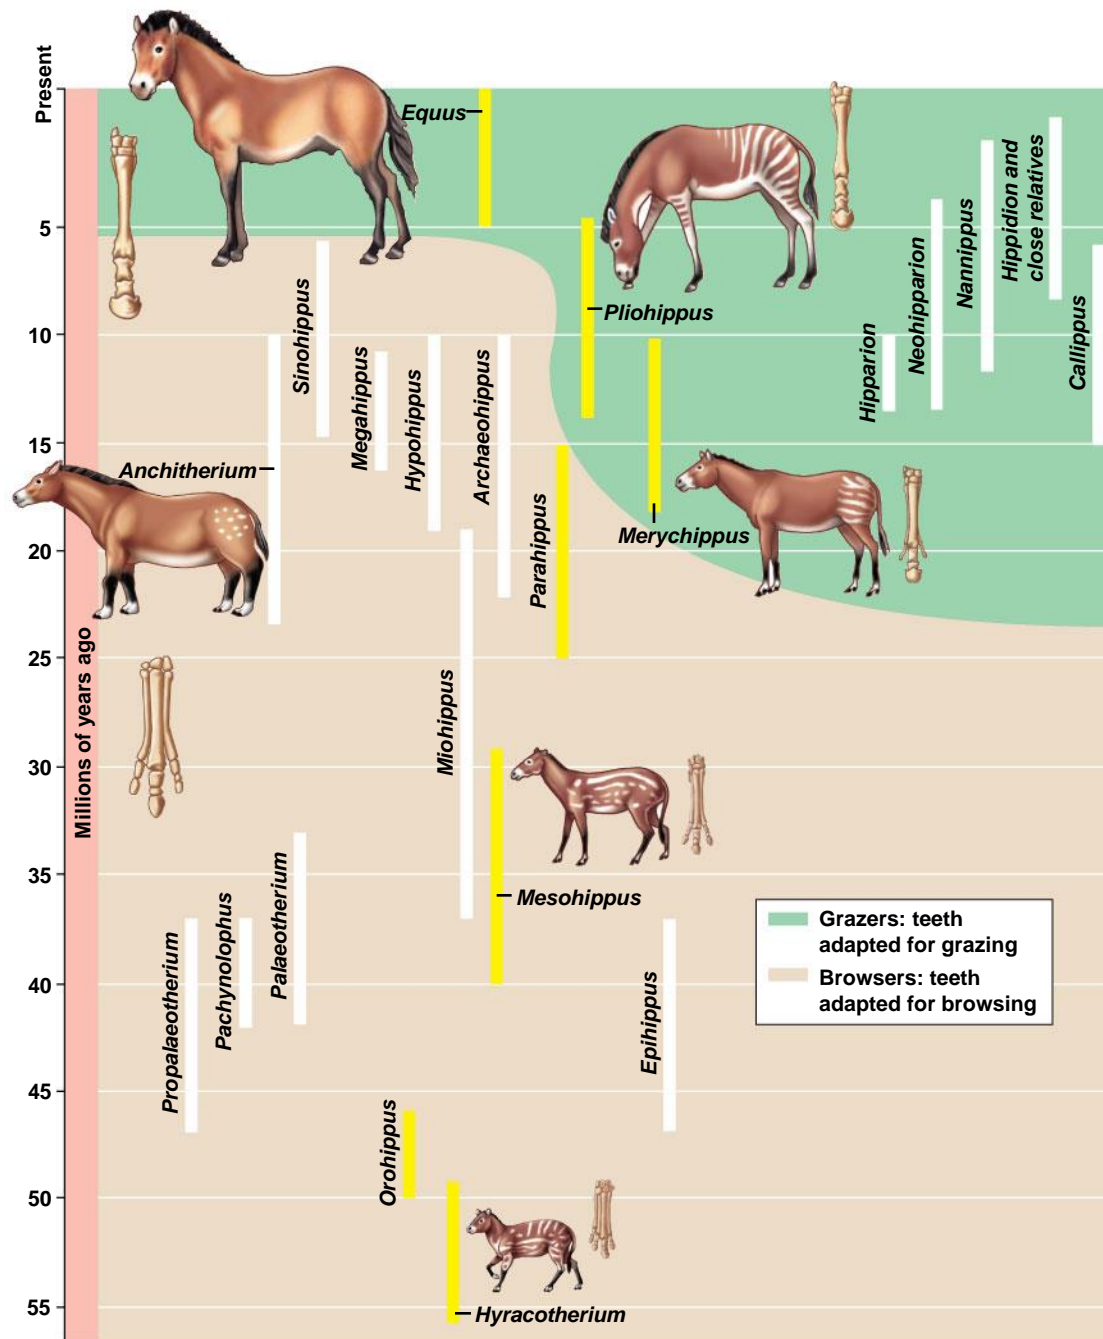 Present
Equus
5
Pliohippus
Hippidion and
close relatives
Nannippus
Neohipparion
Hipparion
Callippus
10
Sinohippus
Megahippus
Hypohippus
Archaeohippus
15
Anchitherium
Merychippus
Parahippus
20
25
Millions of years ago
Miohippus
30
35
Mesohippus
Palaeotherium
Pachynolophus
Propalaeotherium
40
Epihippus
Grazers: teeth
adapted for grazing
Browsers: teeth
adapted for browsing
45
Orohippus
50
55
Hyracotherium